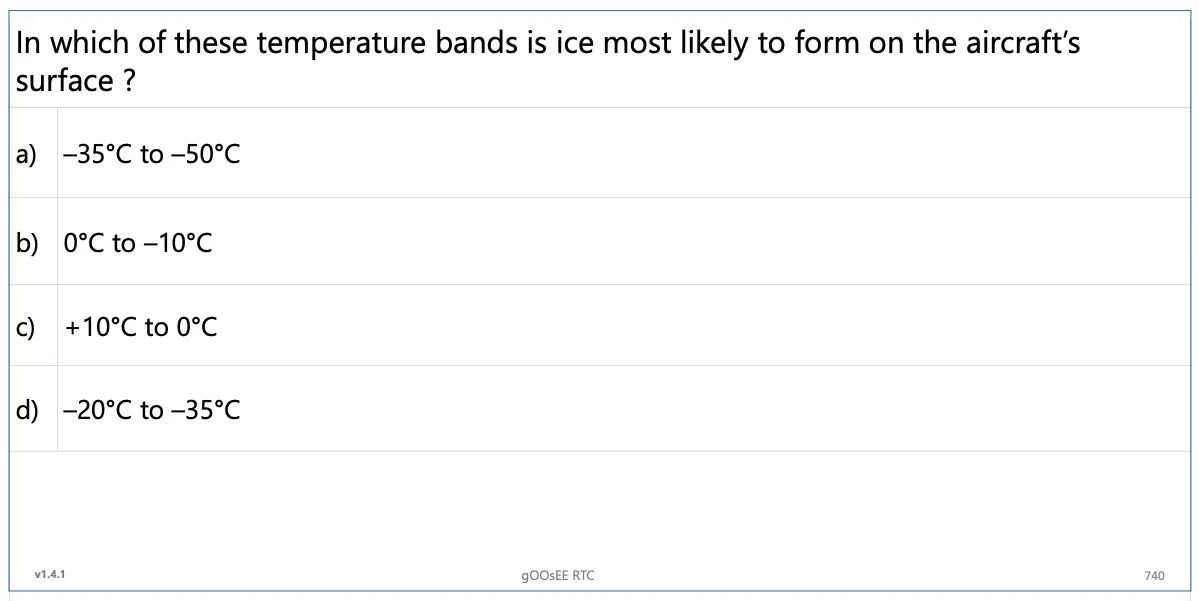 In which of these temperature bands is ice most likely to form on the aircraft’s
surface ?
a) –35°C to –50°C
b) 0°C to –10°C
c) +10°C to 0°C
d) –20°C to –35°C
v1.4.1 gOOsEE RTC 740